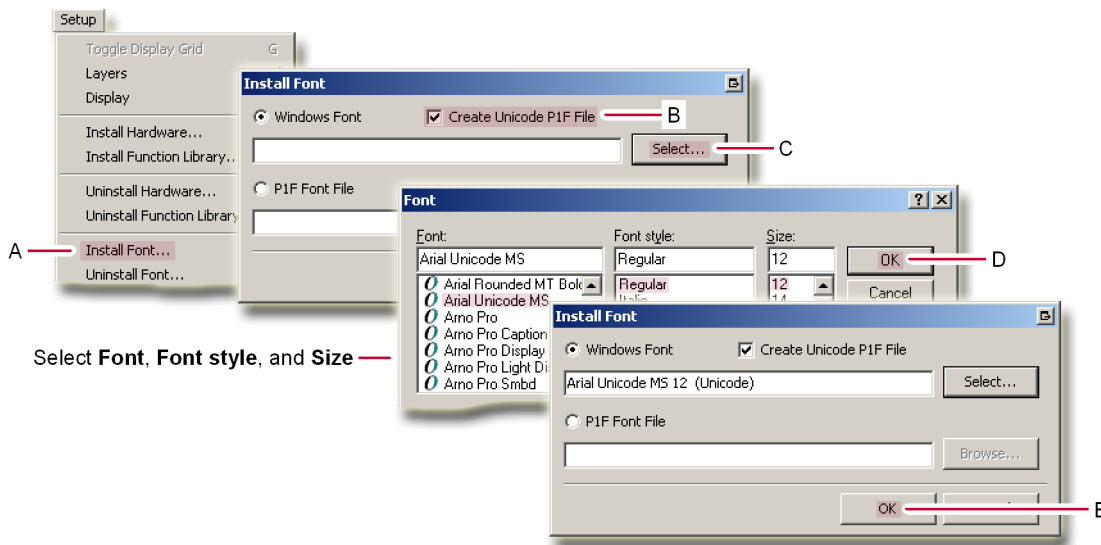 Setup
Toggle Display Grid G
Layers
Display
Install Hardware...
Install Function Library..
Uninstall Hardware...
Uninstall Function Library
A
Install Font...
Uninstall Font...
Install Font
Windows Font
Create Unicode P1F File
B
Select...
C
P1F Font File
Font
Font:
Font style:
Size:
Arial Unicode MS
Regular
12
OK
D
Cancel
Arial Rounded MT Bold
Arial Unicode MS
Arno Pro
Arno Pro Caption
Arno Pro Display
Arno Pro Light Di
Arno Pro Smbd
Regular
Italic
12
14
Select Font, Font style, and Size
Install Font
Windows Font
Create Unicode P1F File
Arial Unicode MS 12 (Unicode)
Select...
P1F Font File
Browse...
OK
E